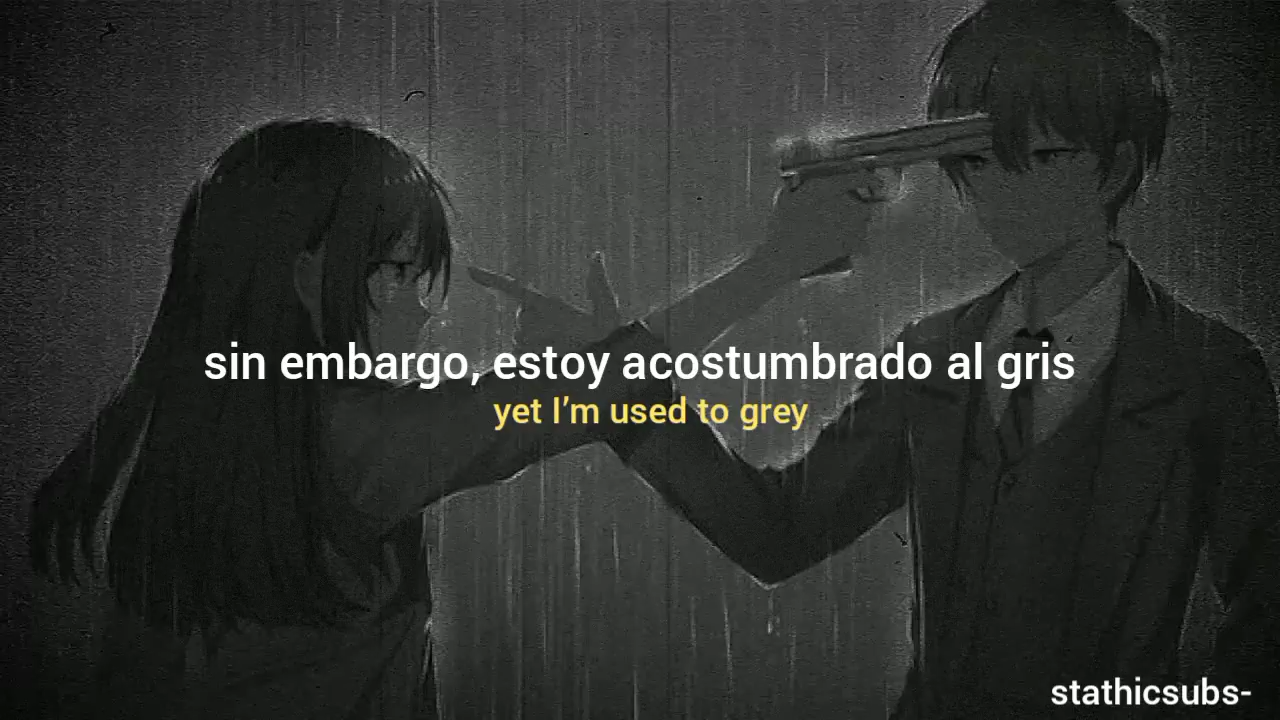 sin embargo, estoy acostumbrado al gris
yet I’m used to grey
stathicsubs-